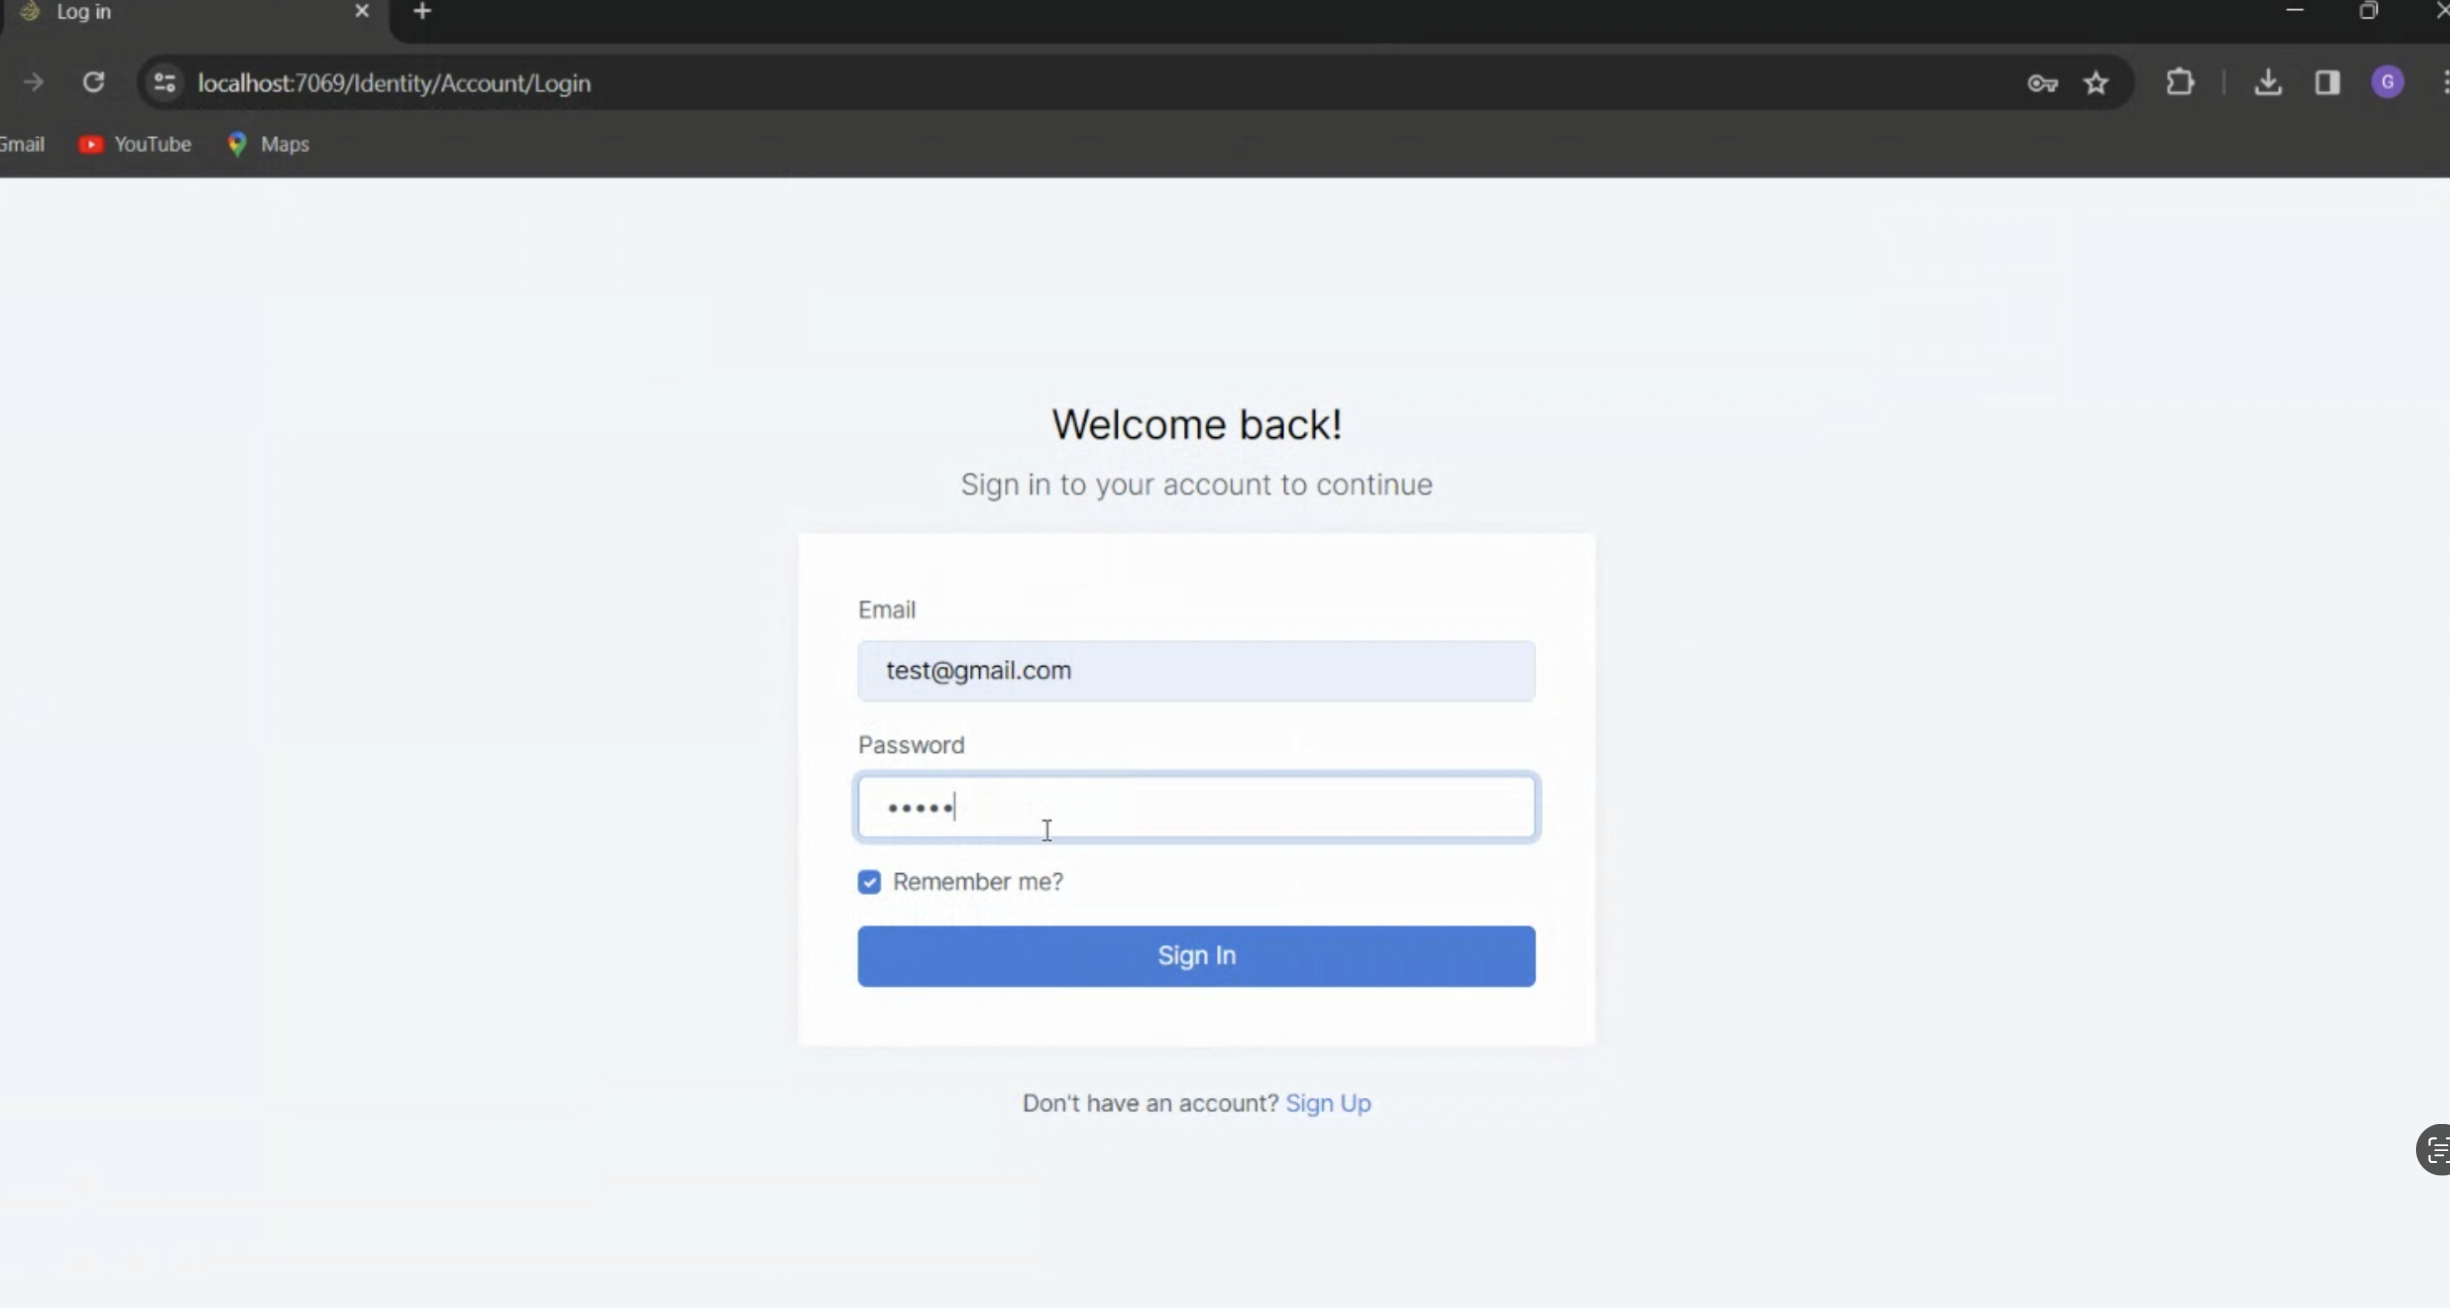 Log in
localhost:7069/Identity/Account/Login
G
Gmail YouTube Maps
Welcome back!
Sign in to your account to continue
Email
test@gmail.com
Password
•••••
Remember me?
Sign In
Don't have an account? Sign Up